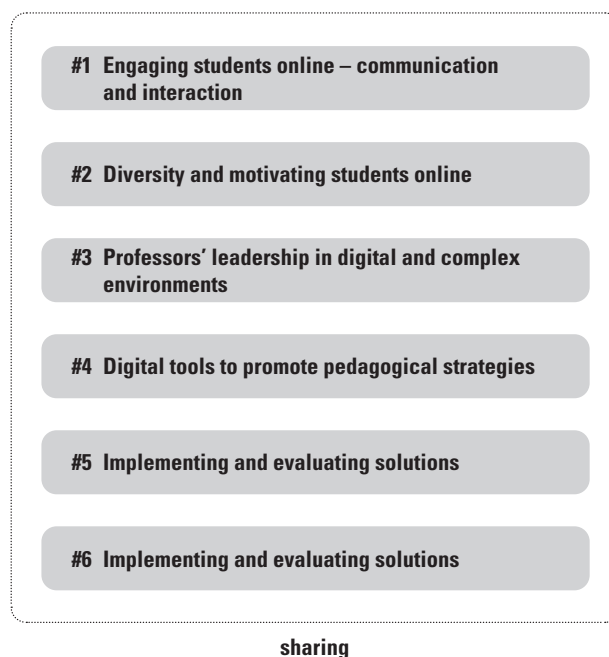 #1 Engaging students online – communication
and interaction
#2 Diversity and motivating students online
#3 Professors’ leadership in digital and complex
environments
#4 Digital tools to promote pedagogical strategies
#5 Implementing and evaluating solutions
#6 Implementing and evaluating solutions
sharing